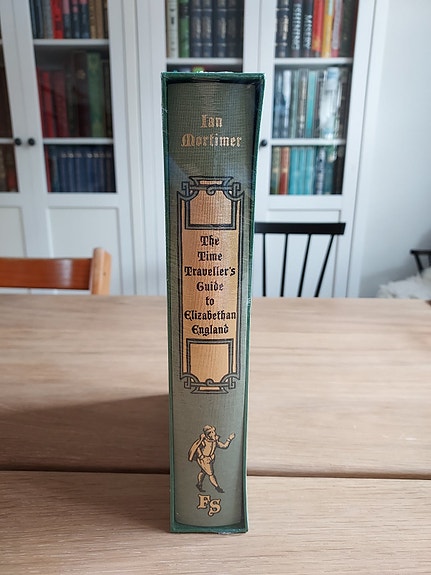 Ian
Mortimer
The
Time
Traveller's
Guide
to
Elizabethan
England
FS